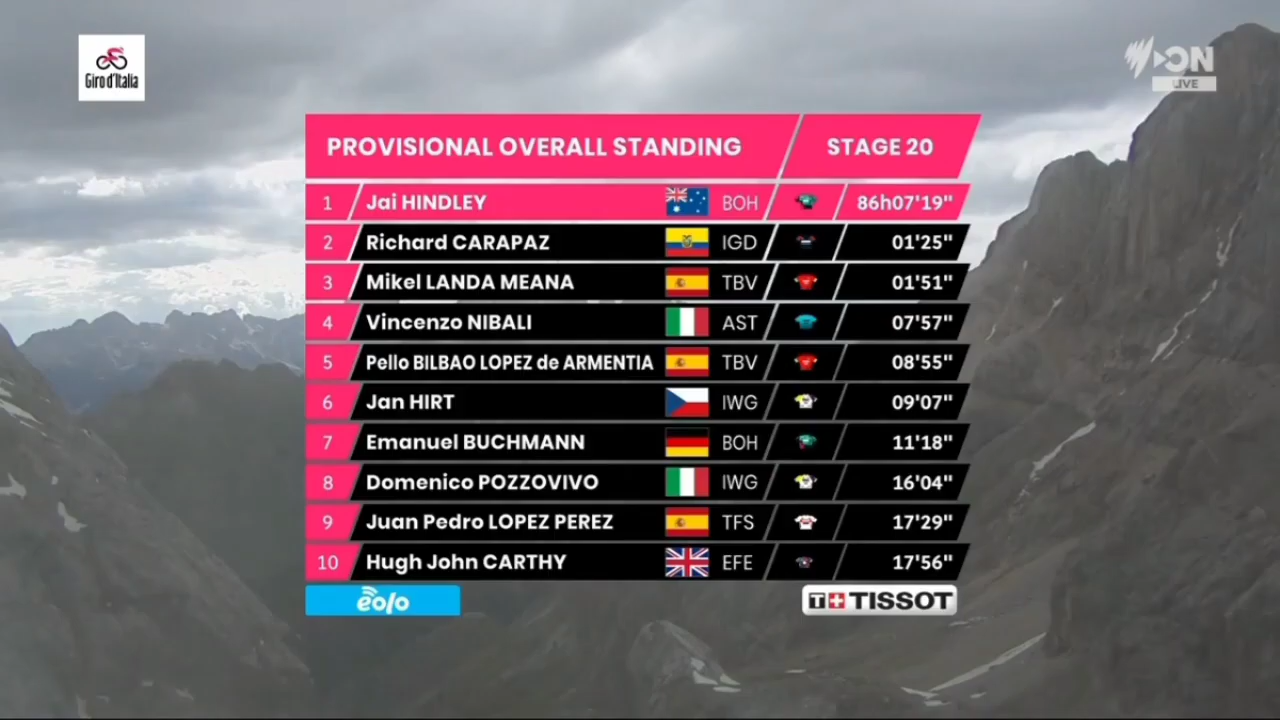 Giro d'Italia
ON
LIVE
PROVISIONAL OVERALL STANDING STAGE 20
1 Jai HINDLEY BOH 86h07'19"
2 Richard CARAPAZ IGD 01'25"
3 Mikel LANDA MEANA TBV 01'51"
4 Vincenzo NIBALI AST 07'57"
5 Pello BILBAO LOPEZ de ARMENTIA TBV 08'55"
6 Jan HIRT IWG 09'07"
7 Emanuel BUCHMANN BOH 11'18"
8 Domenico POZZOVIVO IWG 16'04"
9 Juan Pedro LOPEZ PEREZ TFS 17'29"
10 Hugh John CARTHY EFE 17'56"
eolo T+ TISSOT